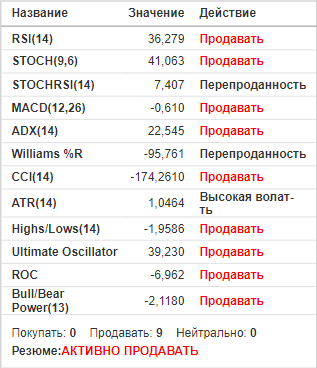 Название Значение Действие
RSI(14) 36,279 Продавать
STOCH(9,6) 41,063 Продавать
STOCHRSI(14) 7,407 Перепроданность
MACD(12,26) -0,610 Продавать
ADX(14) 22,545 Продавать
Williams %R -95,761 Перепроданность
CCI(14) -174,2610 Продавать
ATR(14) 1,0464 Высокая волат-
ть
Highs/Lows(14) -1,9586 Продавать
Ultimate Oscillator 39,230 Продавать
ROC -6,962 Продавать
Bull/Bear
Power(13) -2,1180 Продавать
Покупать: 0 Продавать: 9 Нейтрально: 0
Резюме:АКТИВНО ПРОДАВАТЬ